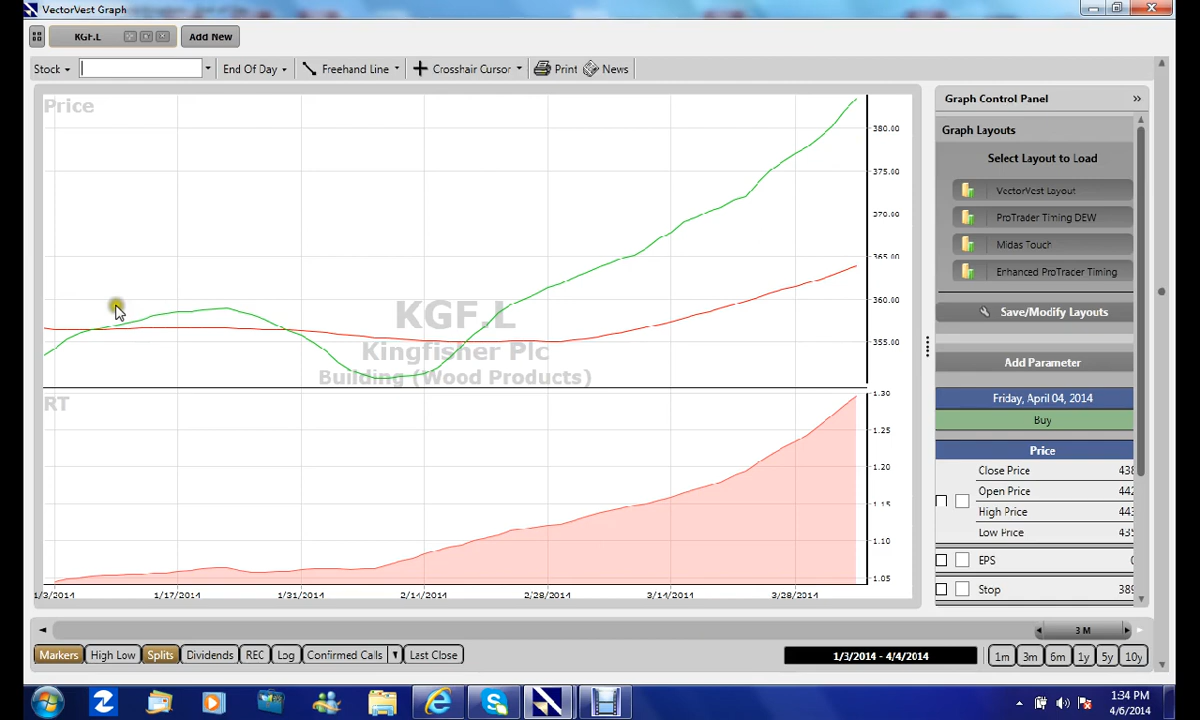 VectorVest Graph
KGF.L
Add New
Stock
End Of Day
Freehand Line
Crosshair Cursor
Print
News
Price
380.00
375.00
370.00
365.00
360.00
355.00
KGF.L
Kingfisher Plc
Building (Wood Products)
RT
1.30
1.25
1.20
1.15
1.10
1.05
1/3/2014
1/17/2014
1/31/2014
2/14/2014
2/28/2014
3/14/2014
3/28/2014
Graph Control Panel
Graph Layouts
Select Layout to Load
VectorVest Layout
ProTrader Timing DEW
Midas Touch
Enhanced ProTracer Timing
Save/Modify Layouts
Add Parameter
Friday, April 04, 2014
Buy
Price
Close Price 438
Open Price 442
High Price 443
Low Price 435
EPS 0
Stop 389
3 M
Markers
High Low
Splits
Dividends
REC
Log
Confirmed Calls
Last Close
1/3/2014 - 4/4/2014
1m
3m
6m
1y
5y
10y
1:34 PM
4/6/2014